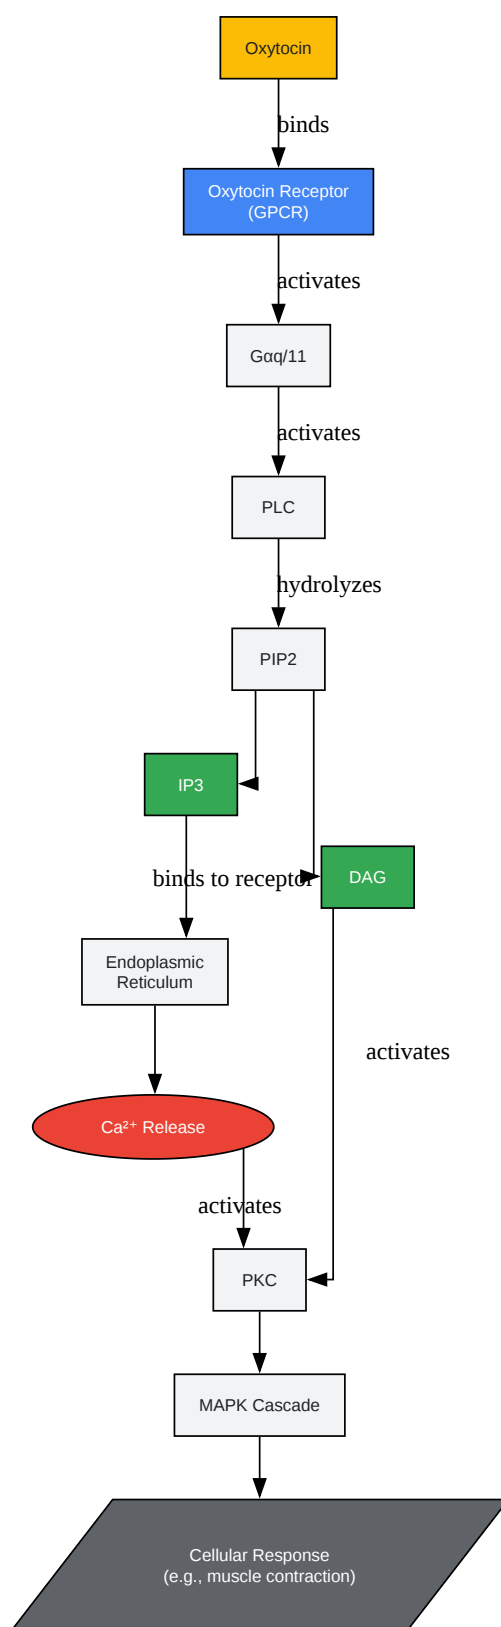 Oxytocin
binds
Oxytocin Receptor
(GPCR)
activates
Gαq/11
activates
PLC
hydrolyzes
PIP2
IP3
binds to receptor
DAG
Endoplasmic
Reticulum
activates
Ca²⁺ Release
activates
PKC
MAPK Cascade
Cellular Response
(e.g., muscle contraction)